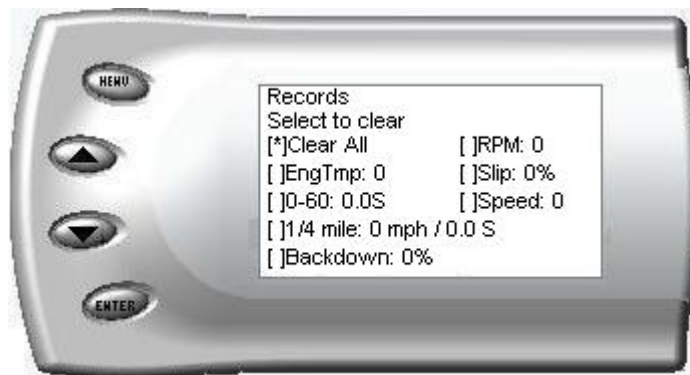 MENU
Records
Select to clear
[*]Clear All [ ]RPM: 0
[ ]EngTmp: 0 [ ]Slip: 0%
[ ]0-60: 0.0S [ ]Speed: 0
[ ]1/4 mile: 0 mph / 0.0 S
[ ]Backdown: 0%
ENTER